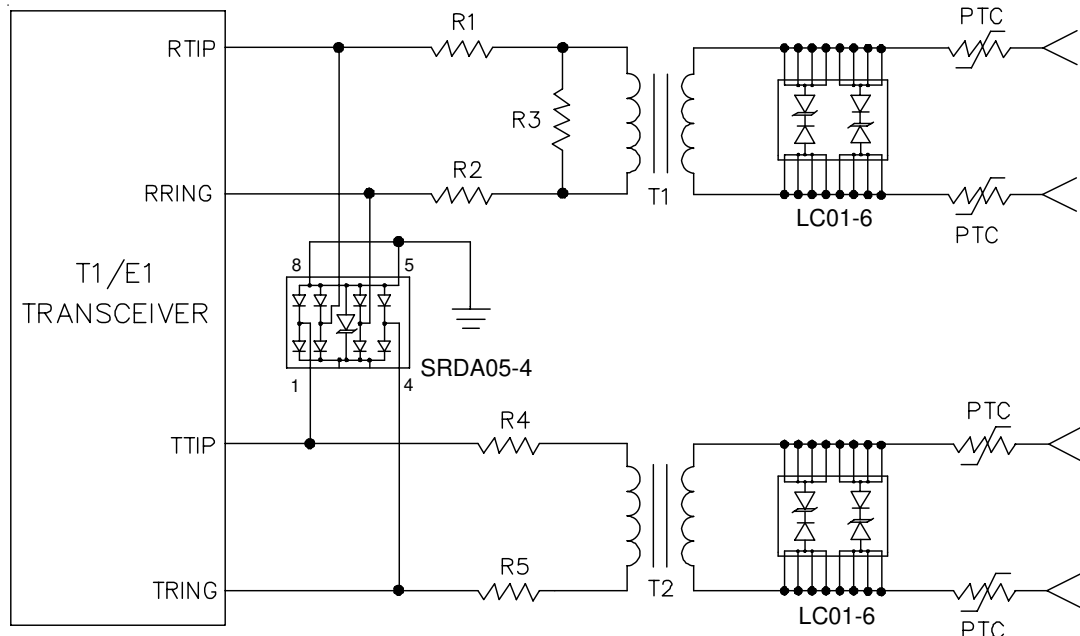 PTC
R1
RTIP
R3
R2
RRING
T1
LC01-6
PTC
8
5
T1/E1
TRANSCEIVER
SRDA05-4
1
4
PTC
R4
TTIP
R5
TRING
T2
LC01-6
PTC